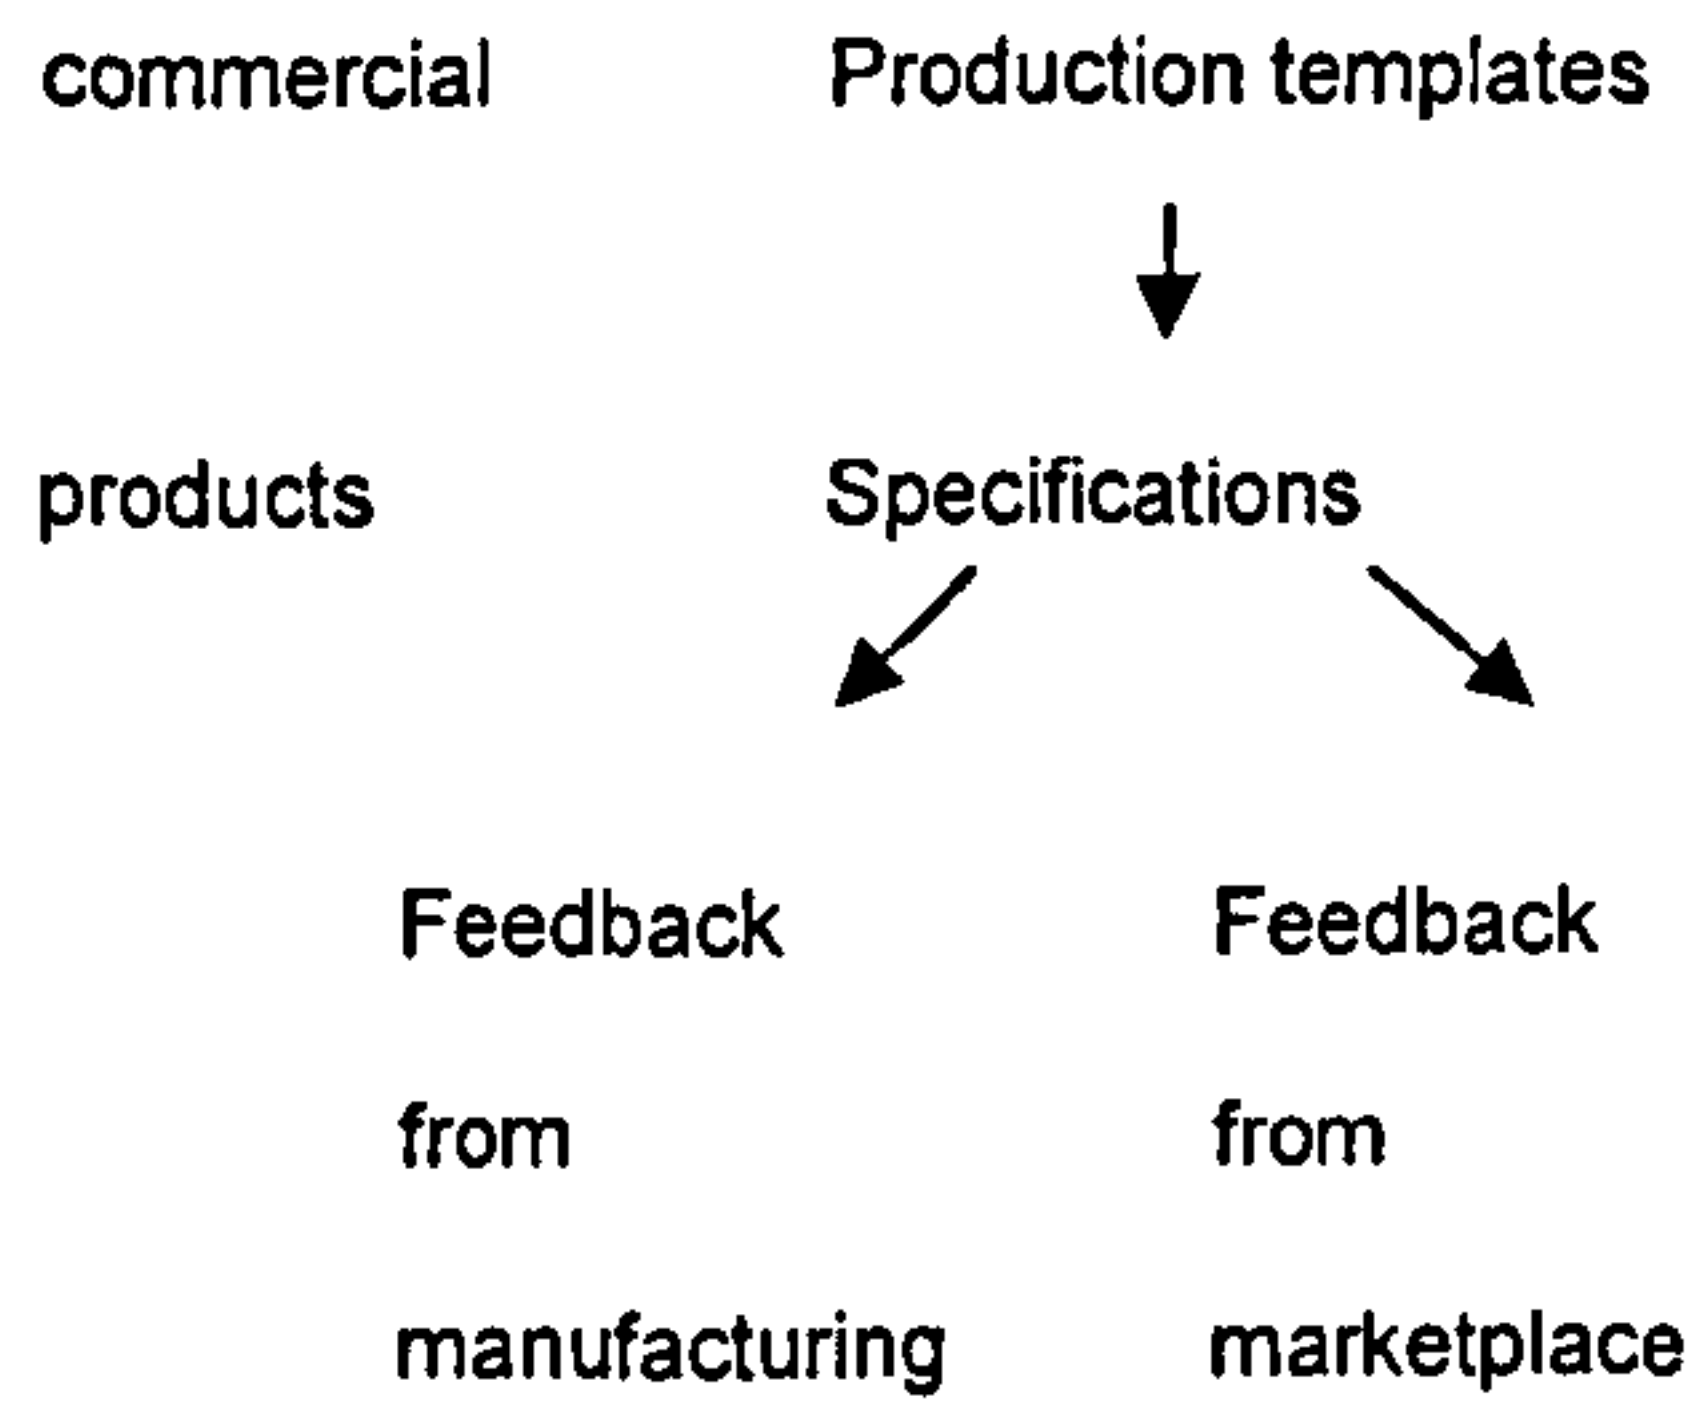 commercial Production templates
products Specifications
Feedback Feedback
from from
manufacturing marketplace